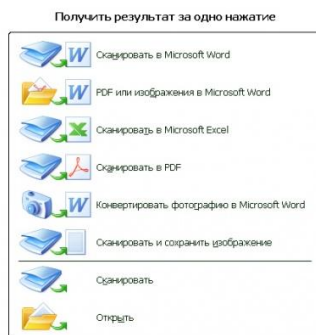 Получить результат за одно нажатие
Сканировать в Microsoft Word
PDF или изображения в Microsoft Word
Сканировать в Microsoft Excel
Сканировать в PDF
Конвертировать фотографию в Microsoft Word
Сканировать и сохранить изображение
Сканировать
Открыть